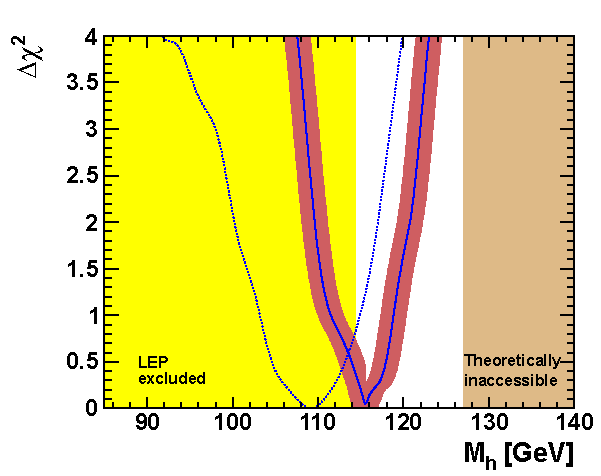 Δχ²
4
3.5
3
2.5
2
1.5
1
0.5
0
LEP
excluded
Theoretically
inaccessible
90 100 110 120 130 140
Mₕ [GeV]